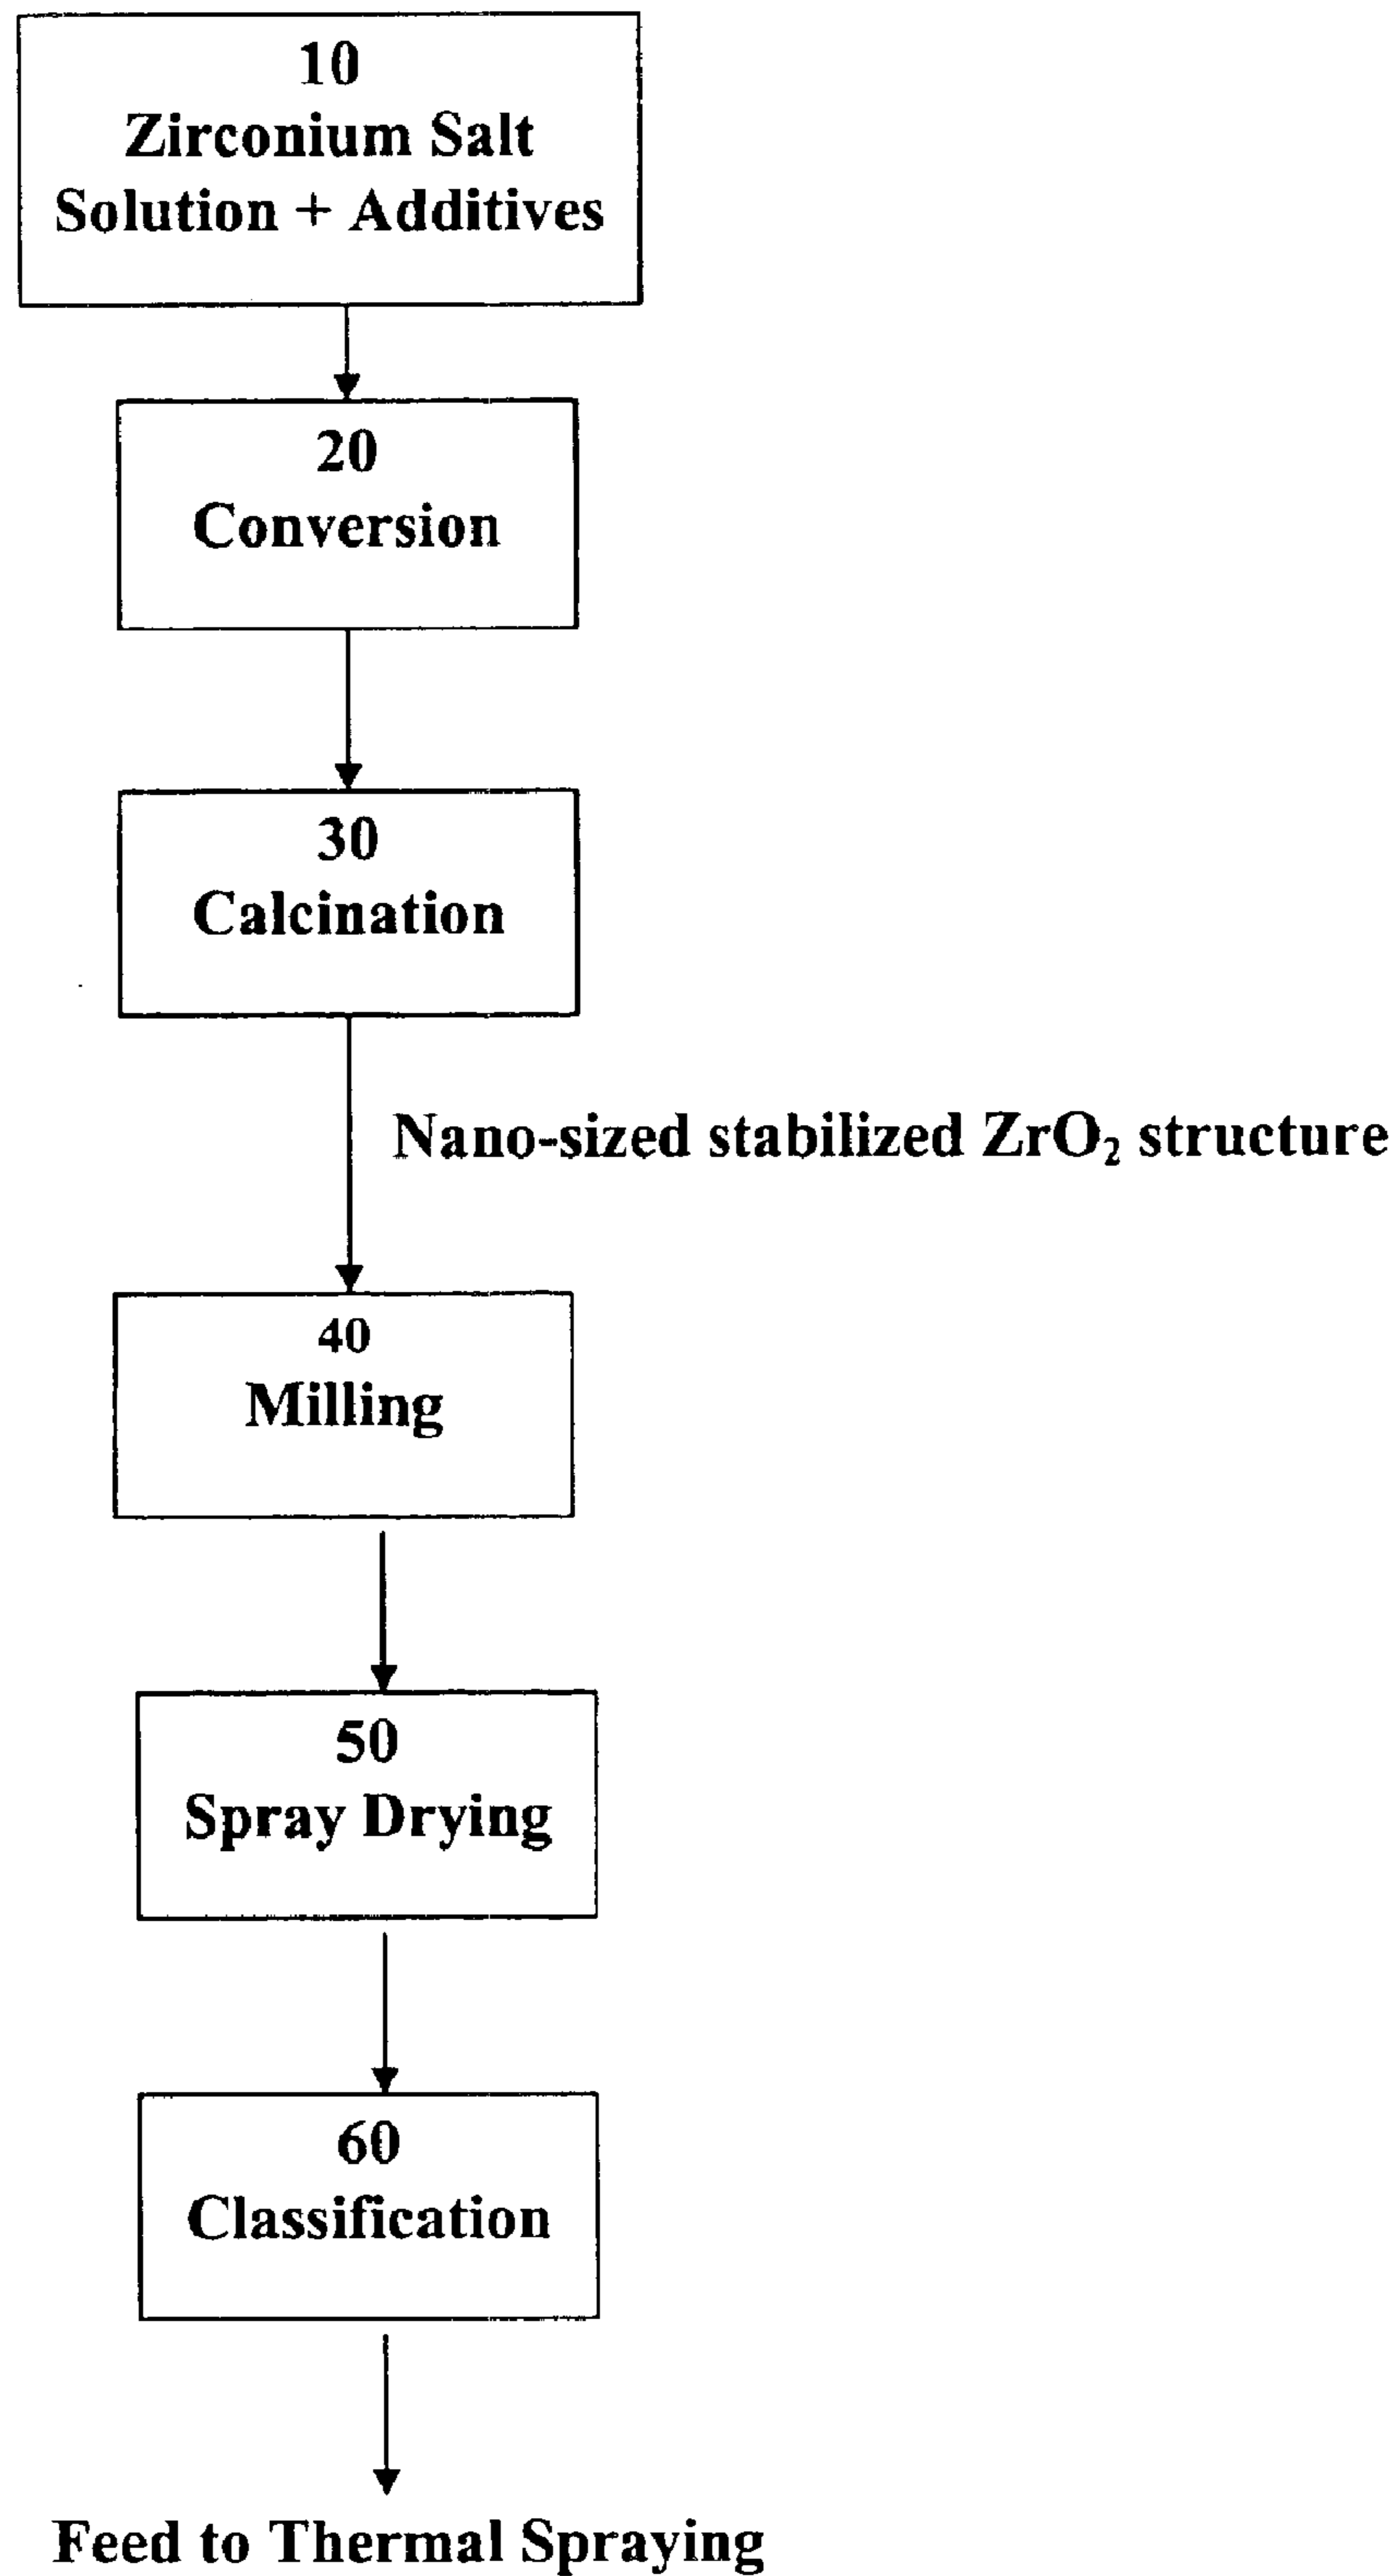 10
Zirconium Salt
Solution + Additives
20
Conversion
30
Calcination
Nano-sized stabilized ZrO₂ structure
40
Milling
50
Spray Drying
60
Classification
Feed to Thermal Spraying